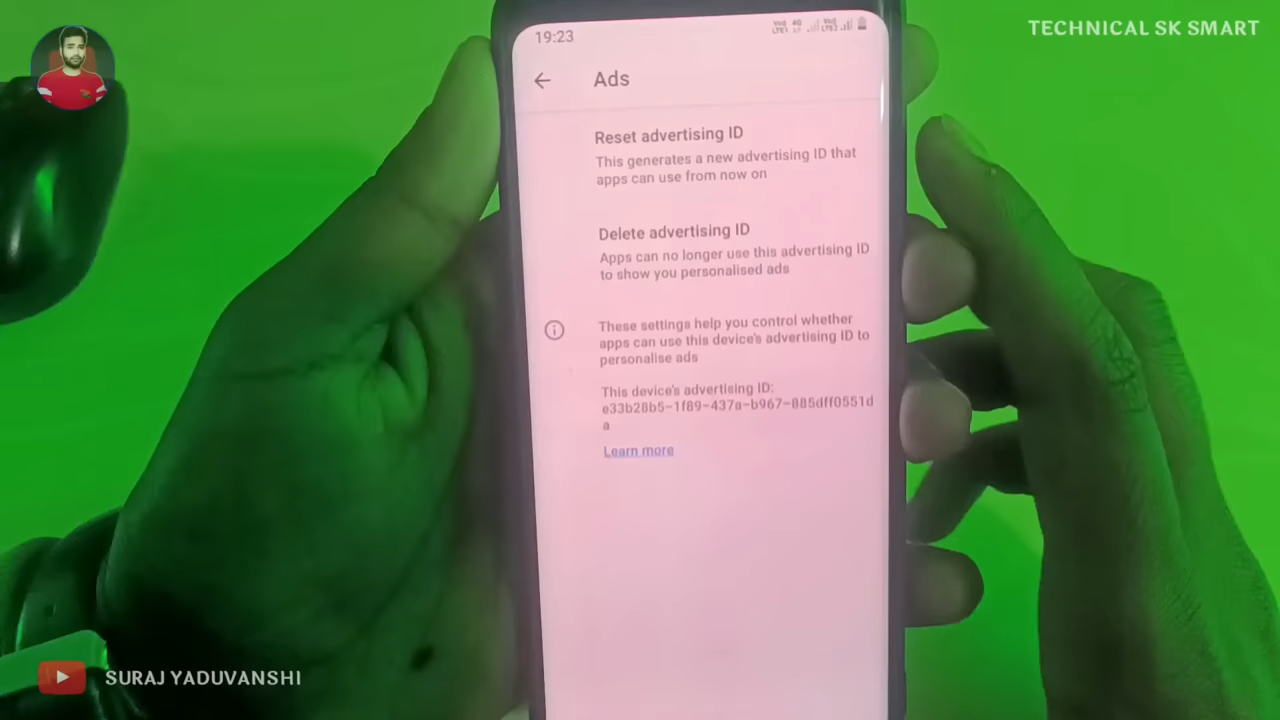 TECHNICAL SK SMART
19:23
Ads
Reset advertising ID
This generates a new advertising ID that
apps can use from now on
Delete advertising ID
Apps can no longer use this advertising ID
to show you personalised ads
These settings help you control whether
apps can use this device's advertising ID to
personalise ads
This device's advertising ID:
e33b28b5-1f89-437a-b967-885dff0551d
a
Learn more
SURAJ YADUVANSHI